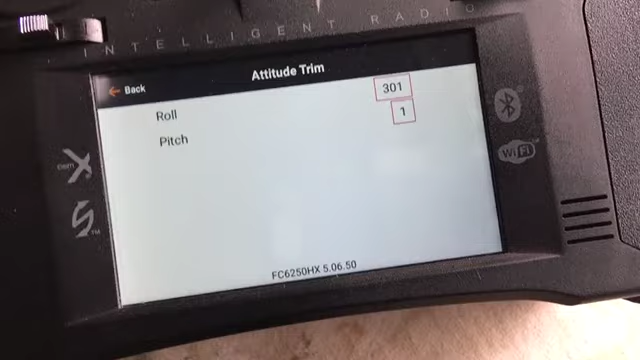 INTELLIGENT RADIO
Back
Attitude Trim
Roll 301
Pitch 1
FC6250HX 5.06.50
WiFi